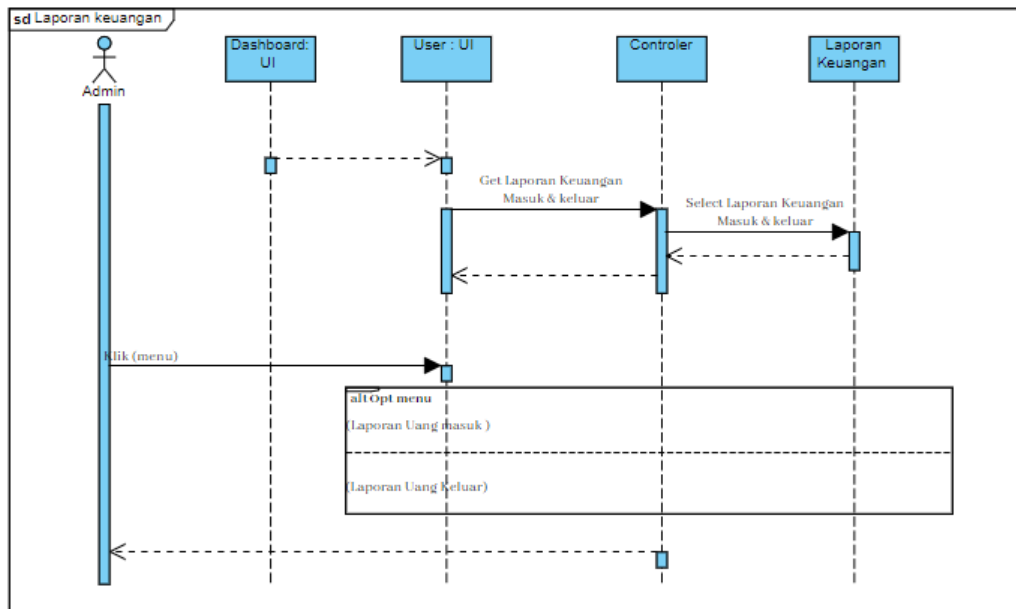 sd Laporan keuangan
Dashboard:
UI
User : UI
Controler
Laporan
Keuangan
Admin
Get Laporan Keuangan
Masuk & keluar
Select Laporan Keuangan
Masuk & keluar
Klik (menu)
alt Opt menu
(Laporan Uang masuk )
(Laporan Uang Keluar)